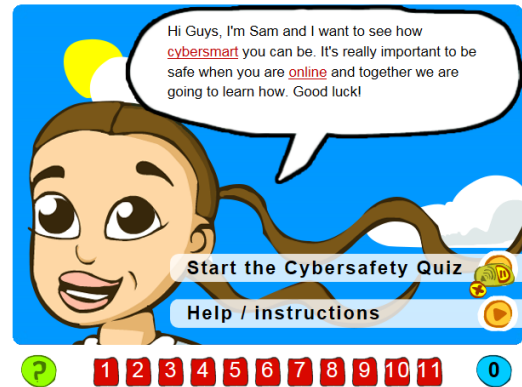 Hi Guys, I'm Sam and I want to see how
cybersmart you can be. It's really important to be
safe when you are online and together we are
going to learn how. Good luck!
Start the Cybersafety Quiz
Help / instructions
? 1 2 3 4 5 6 7 8 9 10 11 0